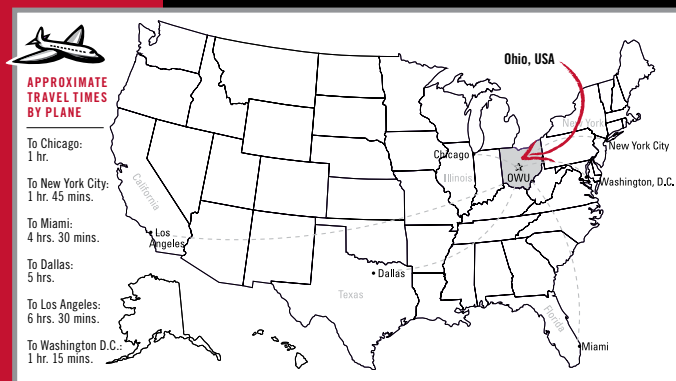 APPROXIMATE
TRAVEL TIMES
BY PLANE
To Chicago:
1 hr.
To New York City:
1 hr. 45 mins.
To Miami:
4 hrs. 30 mins.
To Dallas:
5 hrs.
To Los Angeles:
6 hrs. 30 mins.
To Washington D.C.:
1 hr. 15 mins.
Ohio, USA
New York
New York City
Chicago
Illinois
OWU
Washington, D.C.
California
Los
Angeles
Dallas
Texas
Florida
Miami